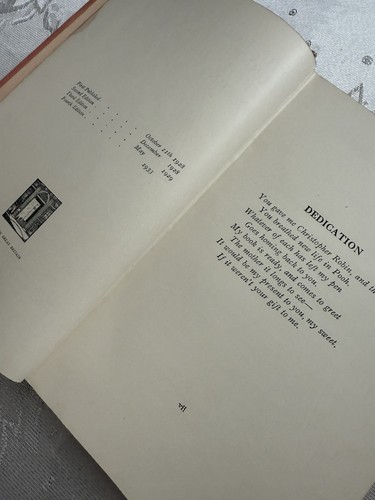 First Published . . . . . October 11th 1928
Second Edition . . . . . December 1928
Third Edition . . . . . May 1929
Fourth Edition . . . . . 1933
DEDICATION
You gave me Christopher Robin, and
You breathed new life in Pooh.
Whatever of each has left my pen
Goes homing back to you.
My book is ready, and comes to greet
The mother it longs to see—
It would be my present to you, my sweet,
If it weren't your gift to me.
vii